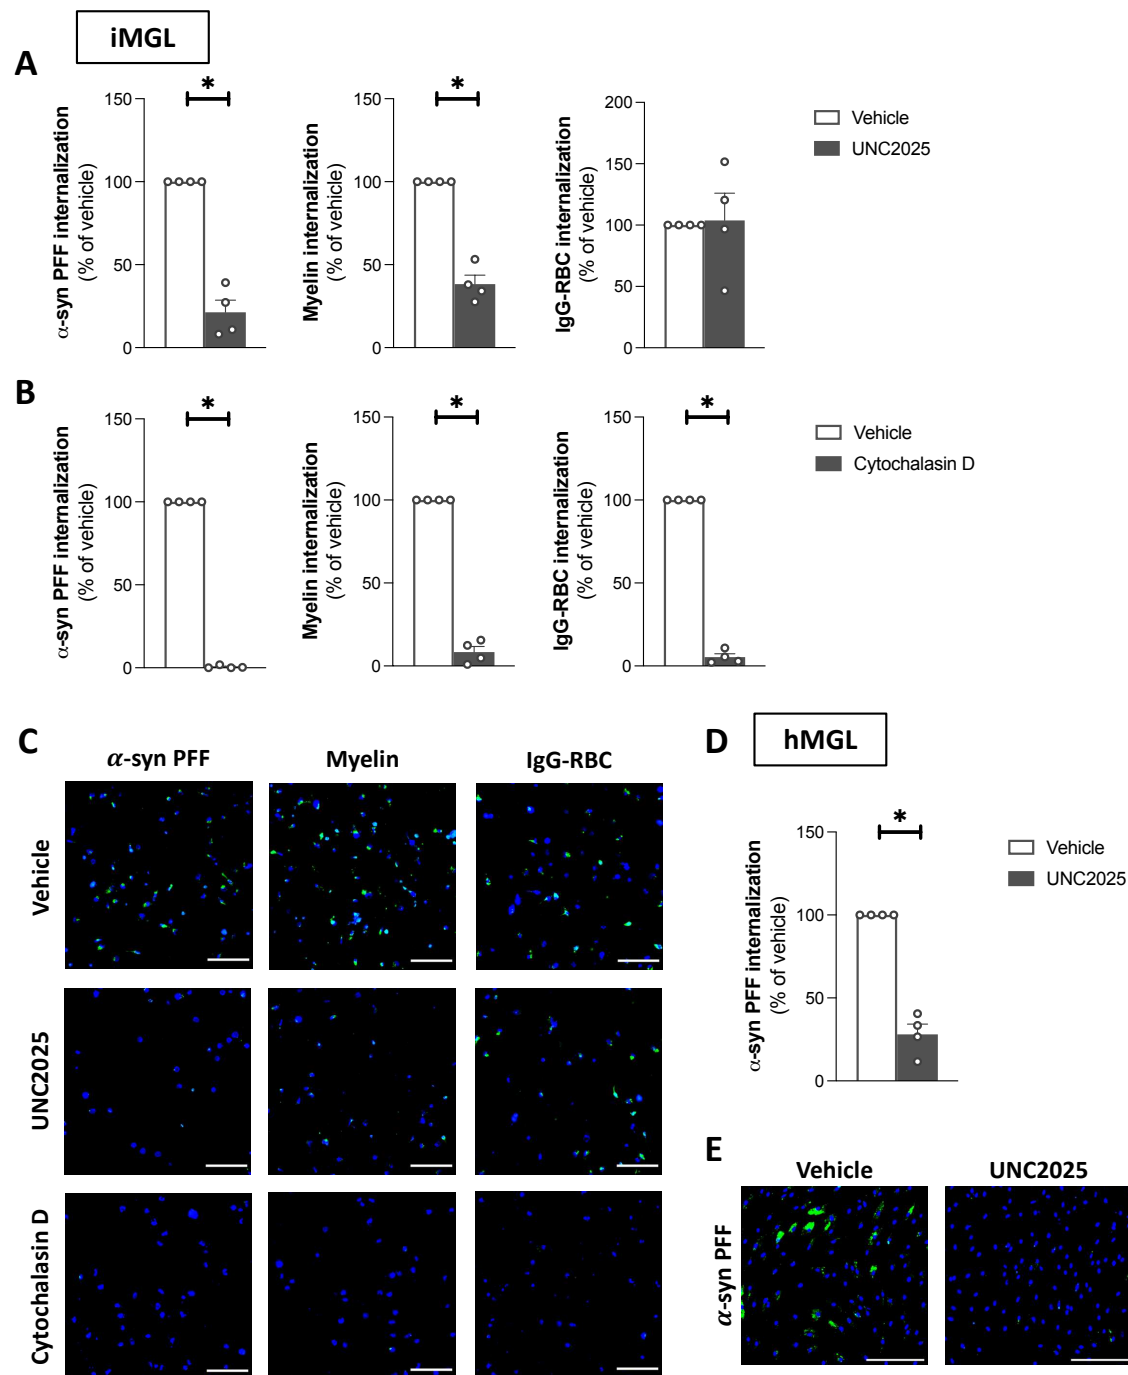 iMGL
A
α-syn PFF internalization
(% of vehicle)
150
100
50
0
*
Myelin internalization
(% of vehicle)
150
100
50
0
*
IgG-RBC internalization
(% of vehicle)
200
150
100
50
0
Vehicle
UNC2025
B
α-syn PFF internalization
(% of vehicle)
150
100
50
0
*
Myelin internalization
(% of vehicle)
150
100
50
0
*
IgG-RBC internalization
(% of vehicle)
150
100
50
0
*
Vehicle
Cytochalasin D
C
α-syn PFF
Myelin
IgG-RBC
Vehicle
UNC2025
Cytochalasin D
D
hMGL
α-syn PFF internalization
(% of vehicle)
150
100
50
0
*
Vehicle
UNC2025
E
Vehicle
UNC2025
α-syn PFF